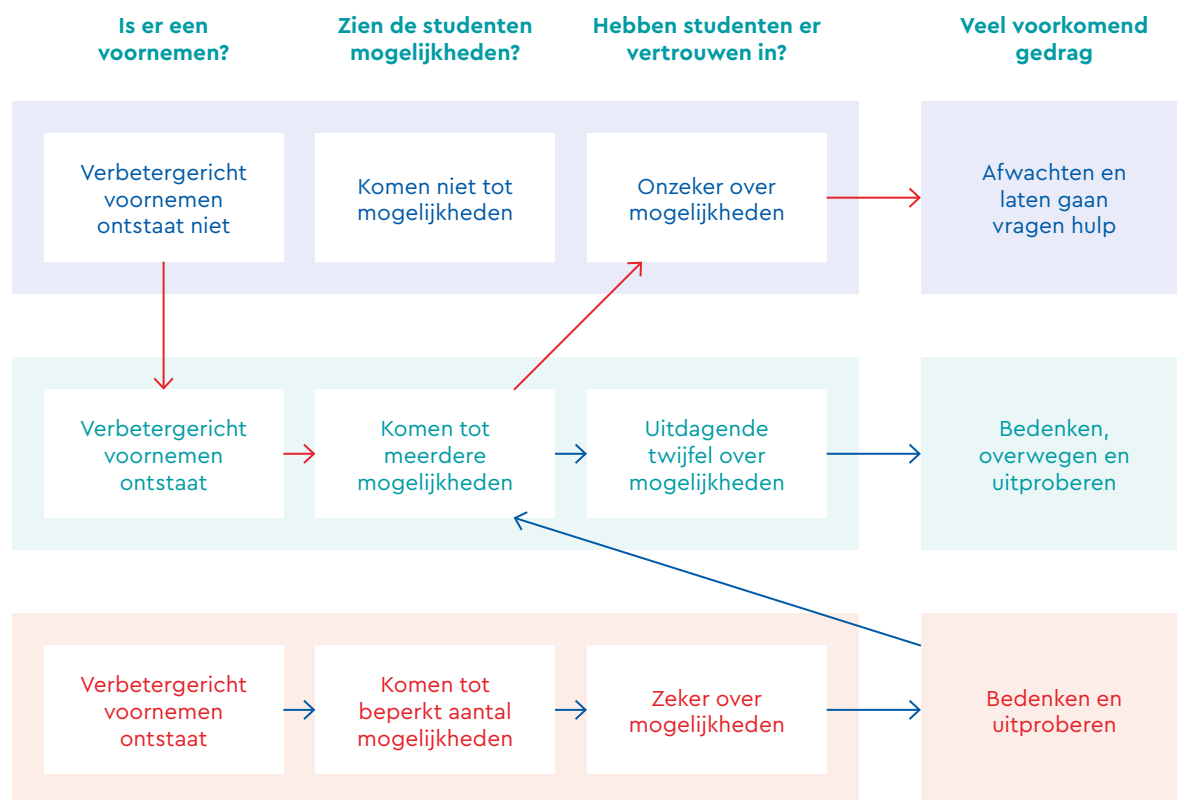 Is er een
voornemen?
Zien de studenten
mogelijkheden?
Hebben studenten er
vertrouwen in?
Veel voorkomend
gedrag
Verbetergericht
voornemen
ontstaat niet
Komen niet tot
mogelijkheden
Onzeker over
mogelijkheden
Afwachten en
laten gaan
vragen hulp
Verbetergericht
voornemen
ontstaat
Komen tot
meerdere
mogelijkheden
Uitdagende
twijfel over
mogelijkheden
Bedenken,
overwegen en
uitproberen
Verbetergericht
voornemen
ontstaat
Komen tot
beperkt aantal
mogelijkheden
Zeker over
mogelijkheden
Bedenken en
uitproberen